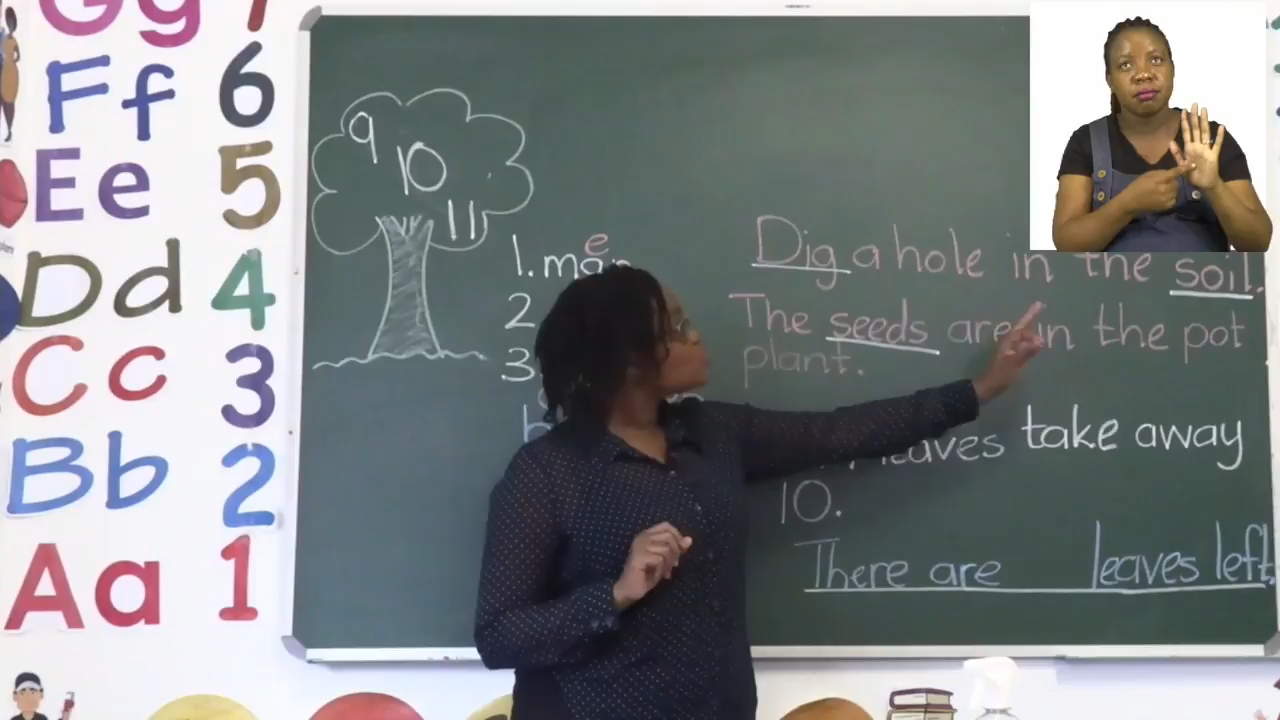 Gg 7
Ff 6
Ee 5
Dd 4
Cc 3
Bb 2
Aa 1
9
10
11
e
1. man
2
3
Dig a hole in the soil.
The seeds are in the pot
plant.
leaves take away
10.
There are leaves left